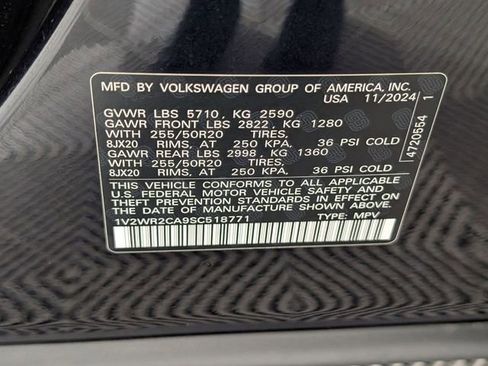 MFD BY VOLKSWAGEN GROUP OF AMERICA, INC.
USA 11/2024
GVWR LBS 5710, KG 2590
GAWR FRONT LBS 2822, KG 1280
WITH 255/50R20 TIRES,
8JX20 RIMS, AT 250 KPA, 36 PSI COLD
GAWR REAR LBS 2998, KG 1360
WITH 255/50R20 TIRES,
8JX20 RIMS, AT 250 KPA, 36 PSI COLD
THIS VEHICLE CONFORMS TO ALL APPLICABLE
U.S. FEDERAL MOTOR VEHICLE SAFETY AND
THEFT PREVENTION STANDARDS IN EFFECT ON
THE DATE OF MANUFACTURE SHOWN ABOVE.
1V2WR2CA9SC518771 TYPE: MPV
4720554 1